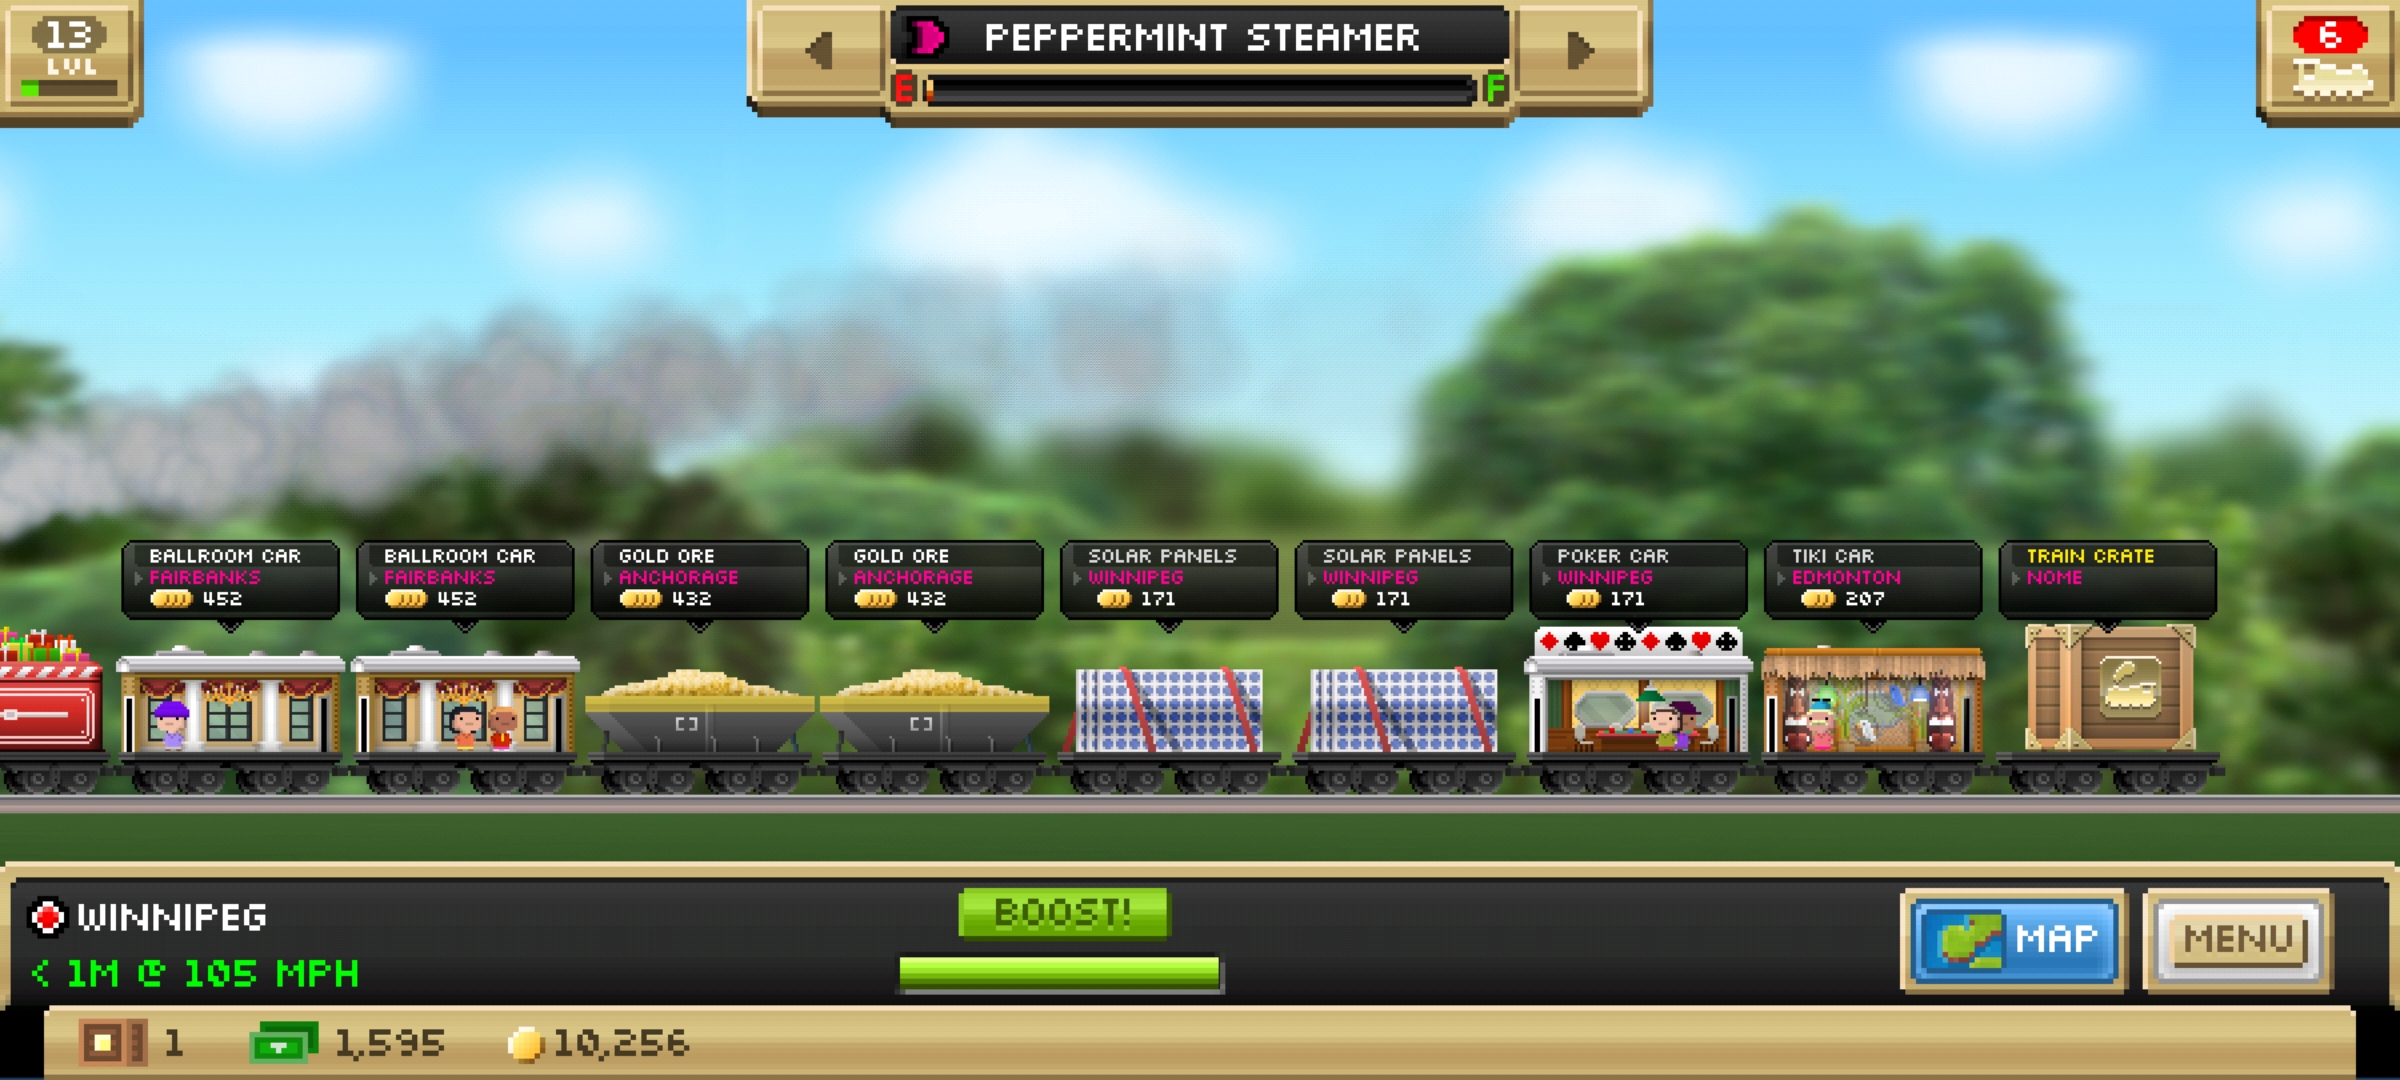 13
LVL
PEPPERMINT STEAMER
E F
6
BALLROOM CAR
FAIRBANKS
452
BALLROOM CAR
FAIRBANKS
452
GOLD ORE
ANCHORAGE
432
GOLD ORE
ANCHORAGE
432
SOLAR PANELS
WINNIPEG
171
SOLAR PANELS
WINNIPEG
171
POKER CAR
WINNIPEG
171
TIKI CAR
EDMONTON
207
TRAIN CRATE
NOME
WINNIPEG
< 1M @ 105 MPH
BOOST!
MAP
MENU
1
1,595
10,256